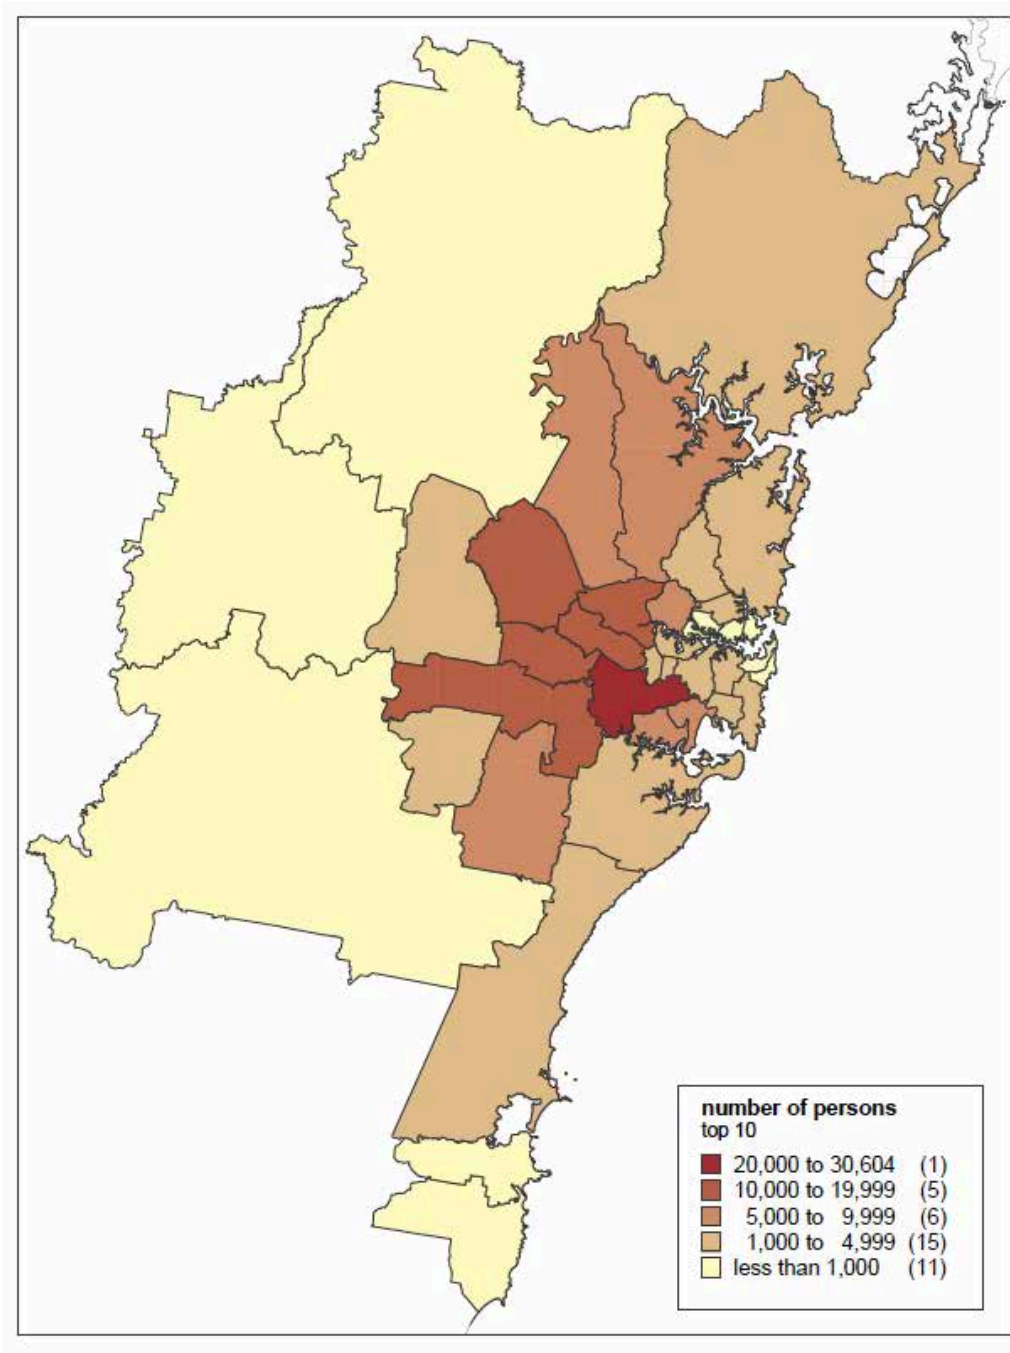 number of persons
top 10
20,000 to 30,604 (1)
10,000 to 19,999 (5)
5,000 to 9,999 (6)
1,000 to 4,999 (15)
less than 1,000 (11)